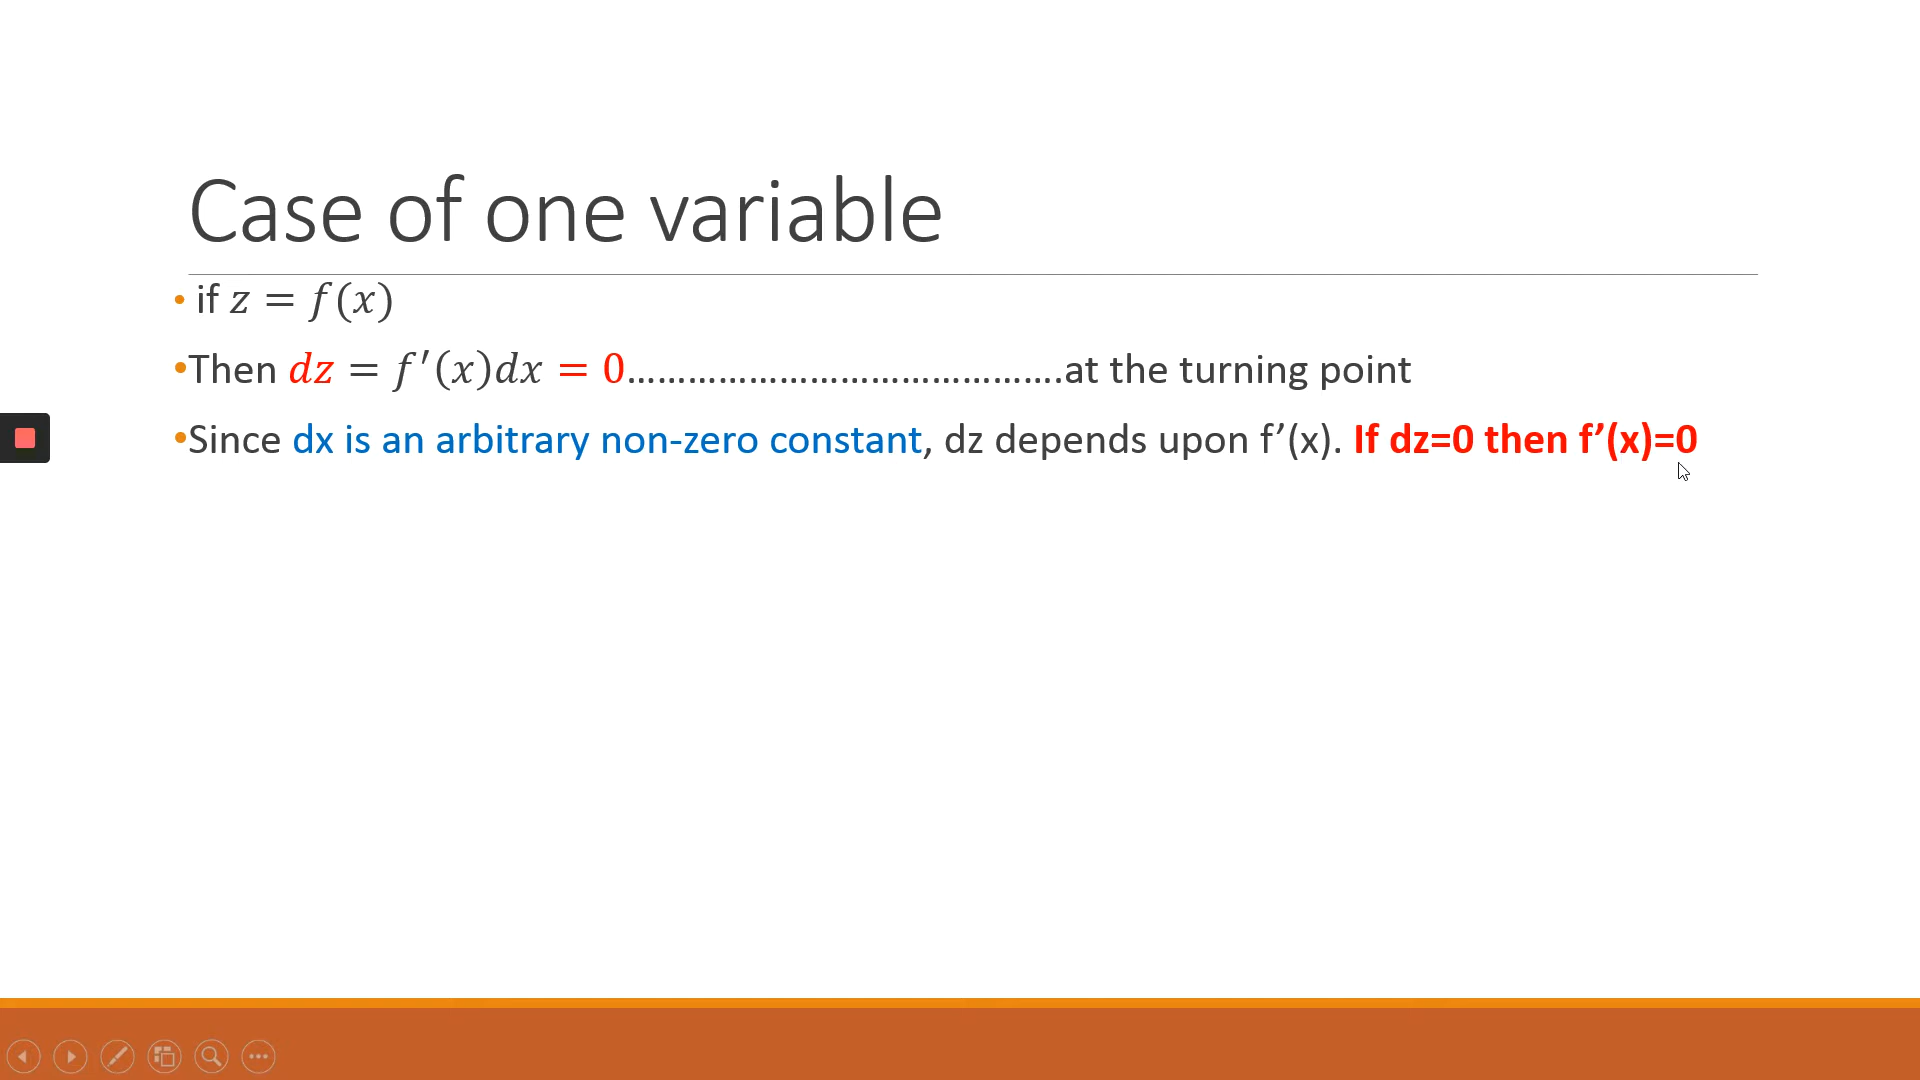 Case of one variable
• if z = f(x)
•Then dz = f′(x)dx = 0……………………………………..at the turning point
•Since dx is an arbitrary non-zero constant, dz depends upon f’(x). If dz=0 then f’(x)=0